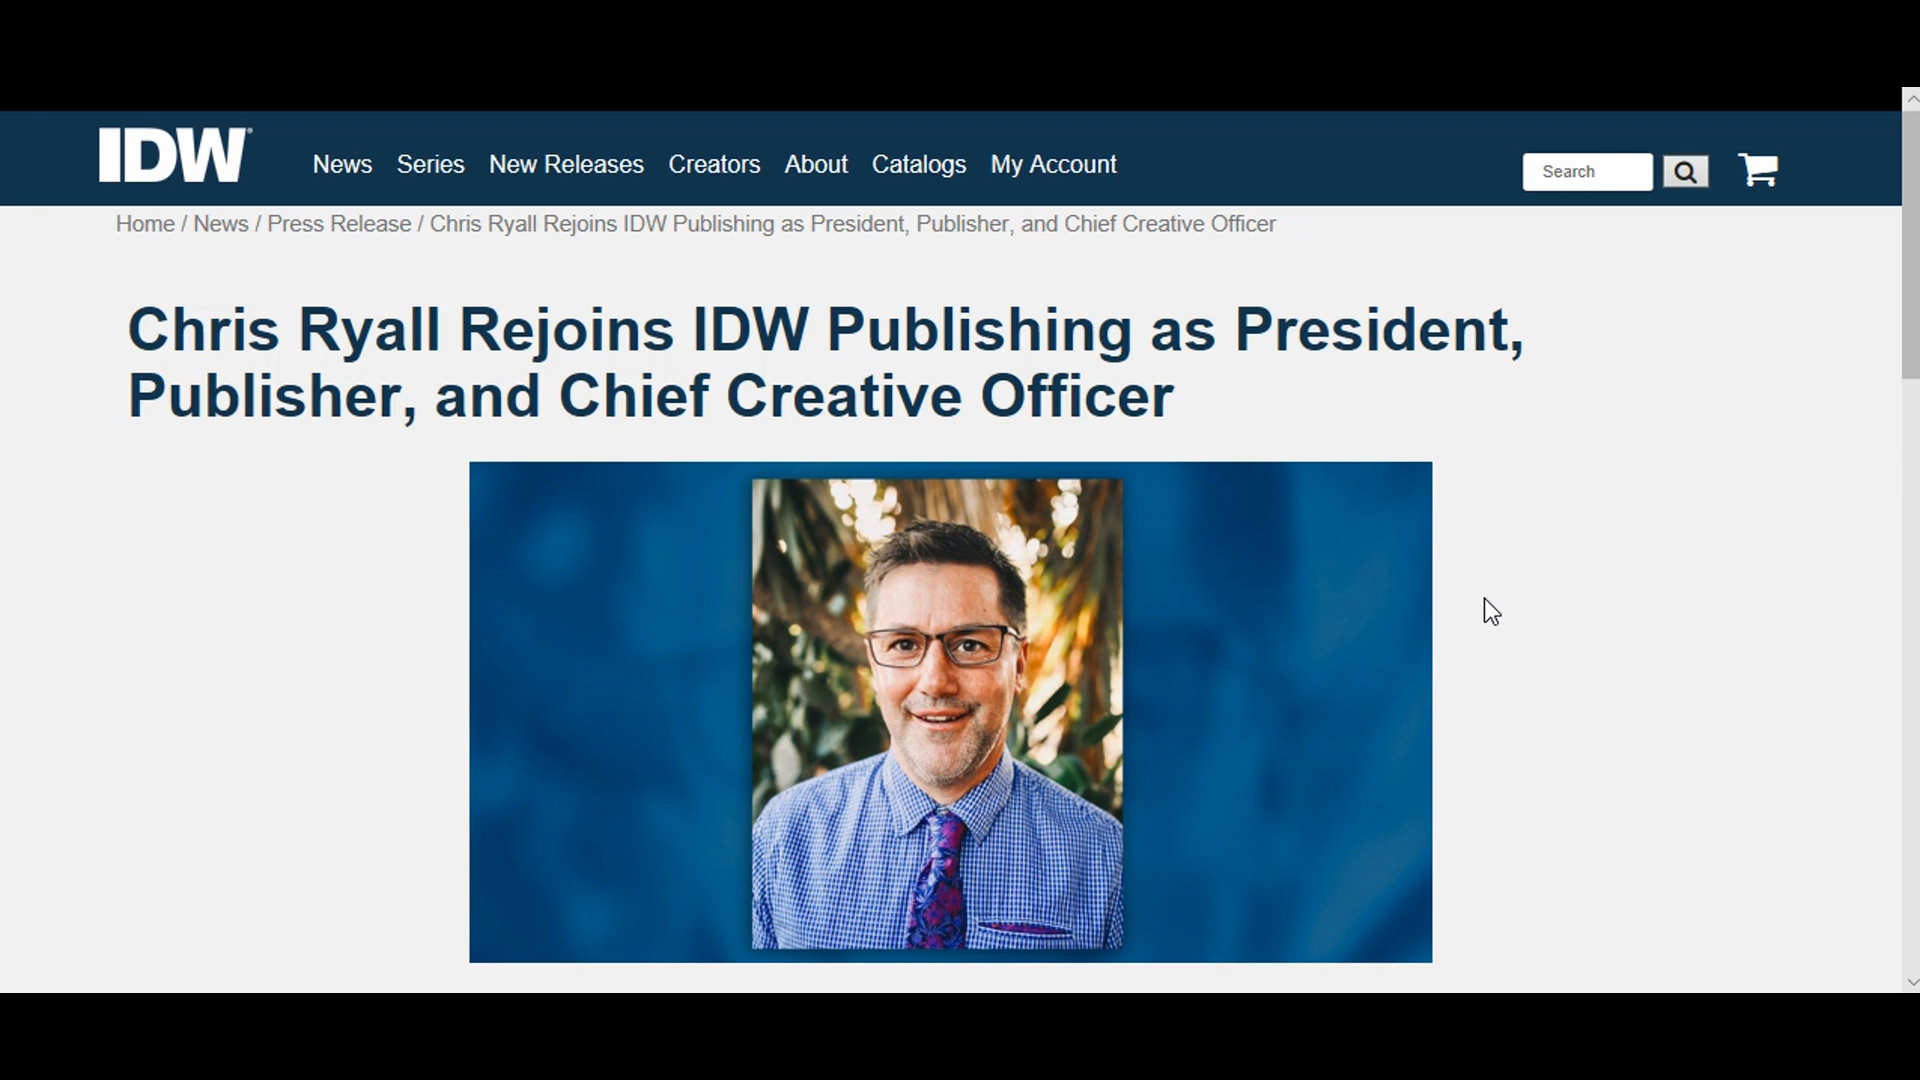 IDW
News Series New Releases Creators About Catalogs My Account
Search
Home / News / Press Release / Chris Ryall Rejoins IDW Publishing as President, Publisher, and Chief Creative Officer
Chris Ryall Rejoins IDW Publishing as President,
Publisher, and Chief Creative Officer